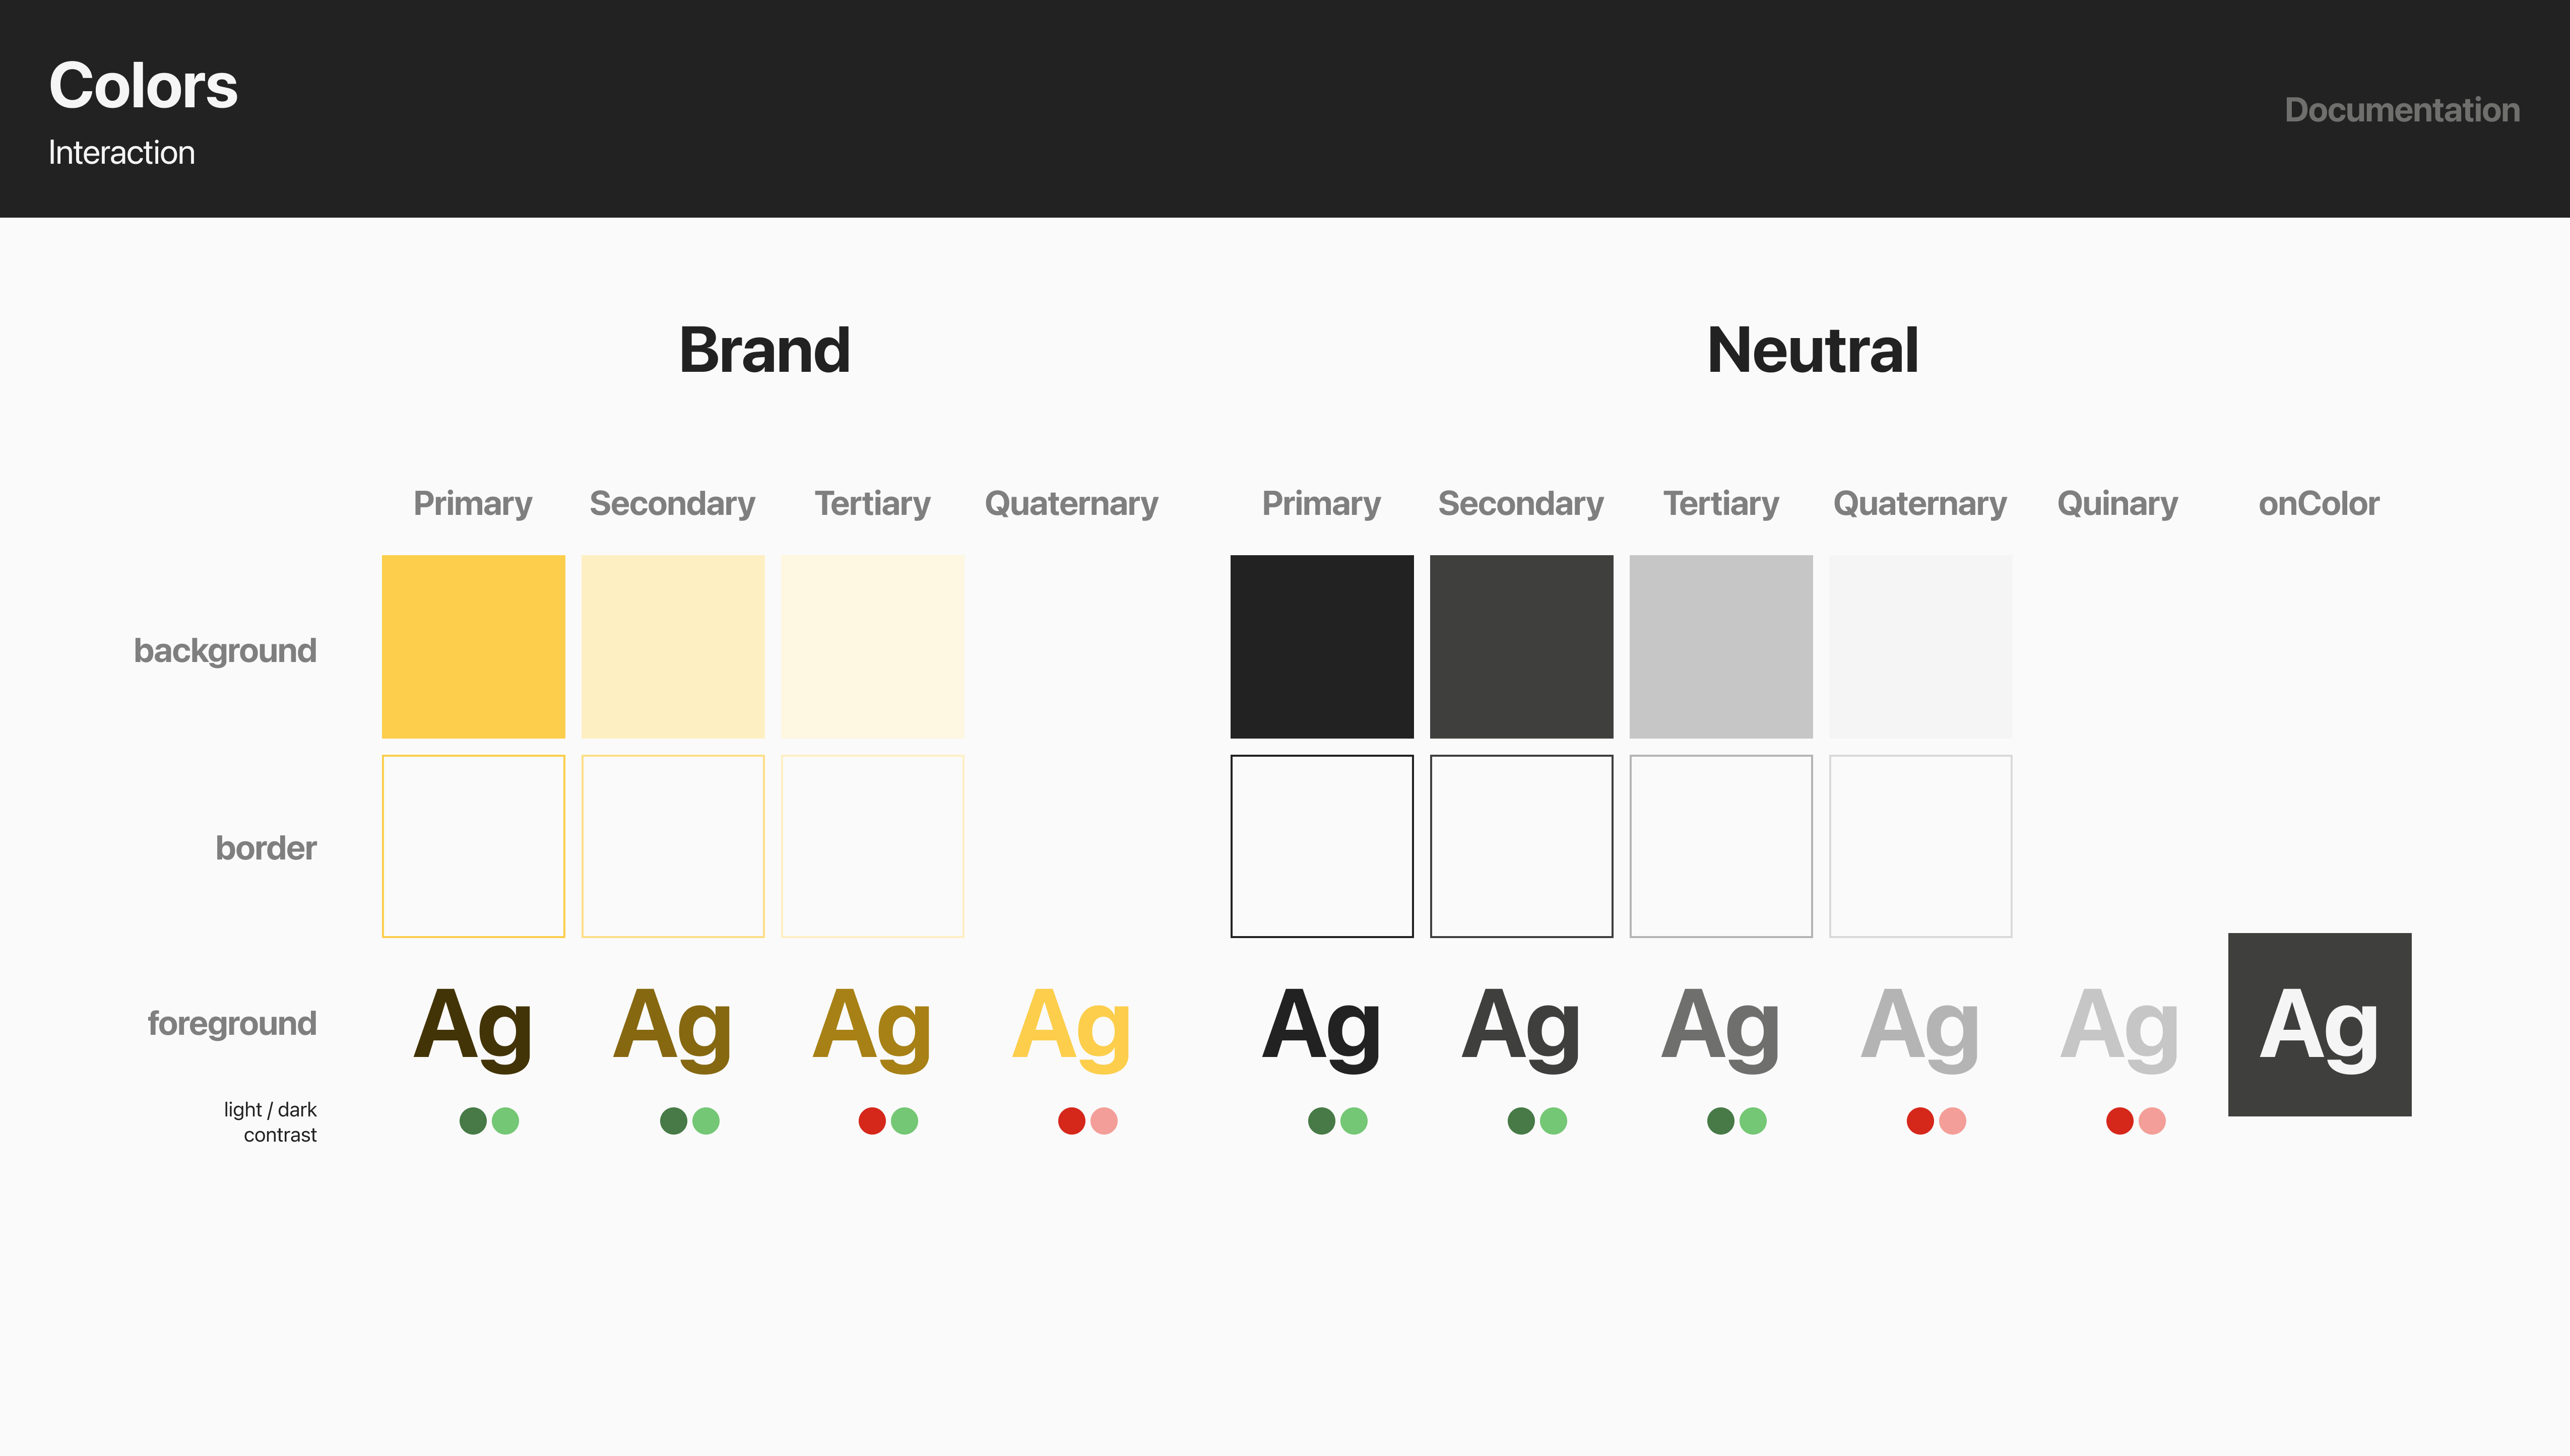 Colors
Interaction
Documentation
Brand
Neutral
Primary Secondary Tertiary Quaternary Primary Secondary Tertiary Quaternary Quinary onColor
background
border
foreground Ag Ag Ag Ag Ag Ag Ag Ag Ag Ag
light / dark
contrast